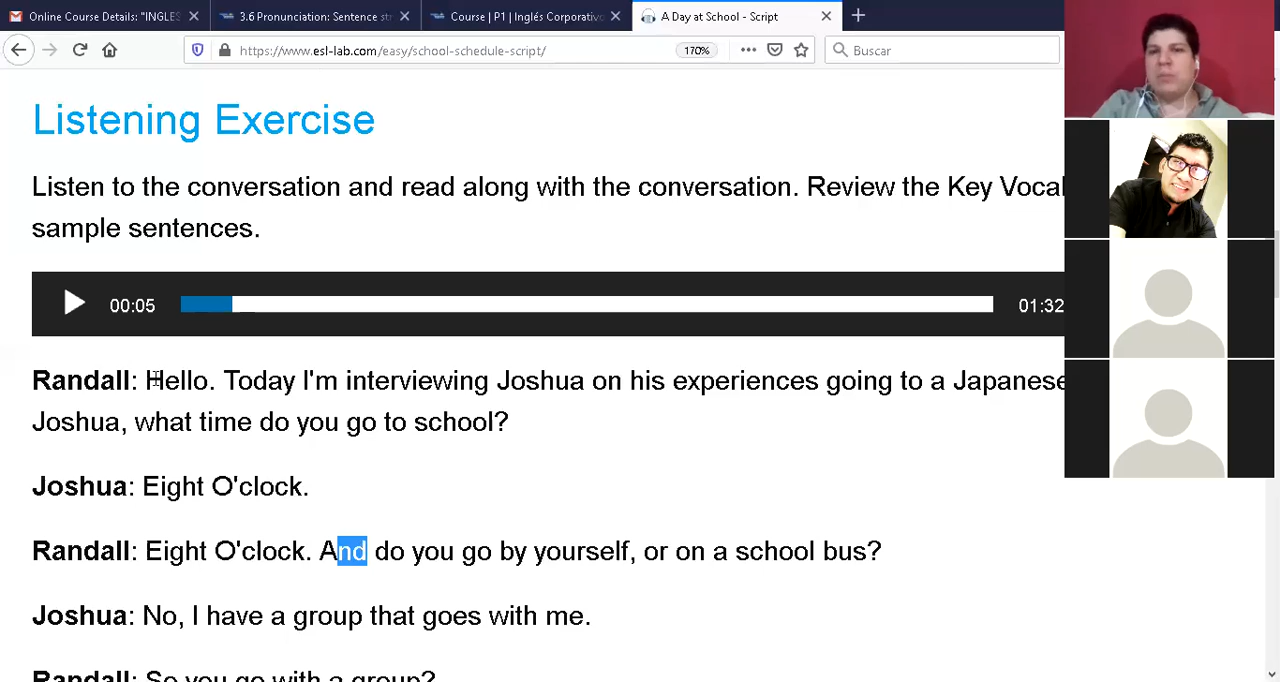 Online Course Details: "INGLES
3.6 Pronunciation: Sentence str
Course | P1 | Inglés Corporativo
A Day at School - Script
https://www.esl-lab.com/easy/school-schedule-script/
170%
Buscar
Listening Exercise
Listen to the conversation and read along with the conversation. Review the Key Vocab
sample sentences.
00:05
01:32
Randall: Hello. Today I'm interviewing Joshua on his experiences going to a Japanese
Joshua, what time do you go to school?
Joshua: Eight O'clock.
Randall: Eight O'clock. And do you go by yourself, or on a school bus?
Joshua: No, I have a group that goes with me.
Randall: So you go with a group?